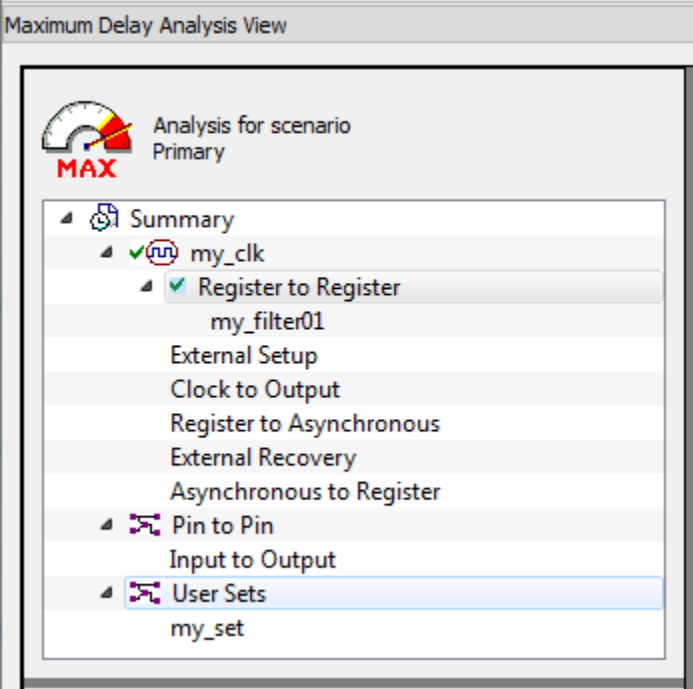 Maximum Delay Analysis View
Analysis for scenario
Primary
MAX
Summary
my_clk
Register to Register
my_filter01
External Setup
Clock to Output
Register to Asynchronous
External Recovery
Asynchronous to Register
Pin to Pin
Input to Output
User Sets
my_set